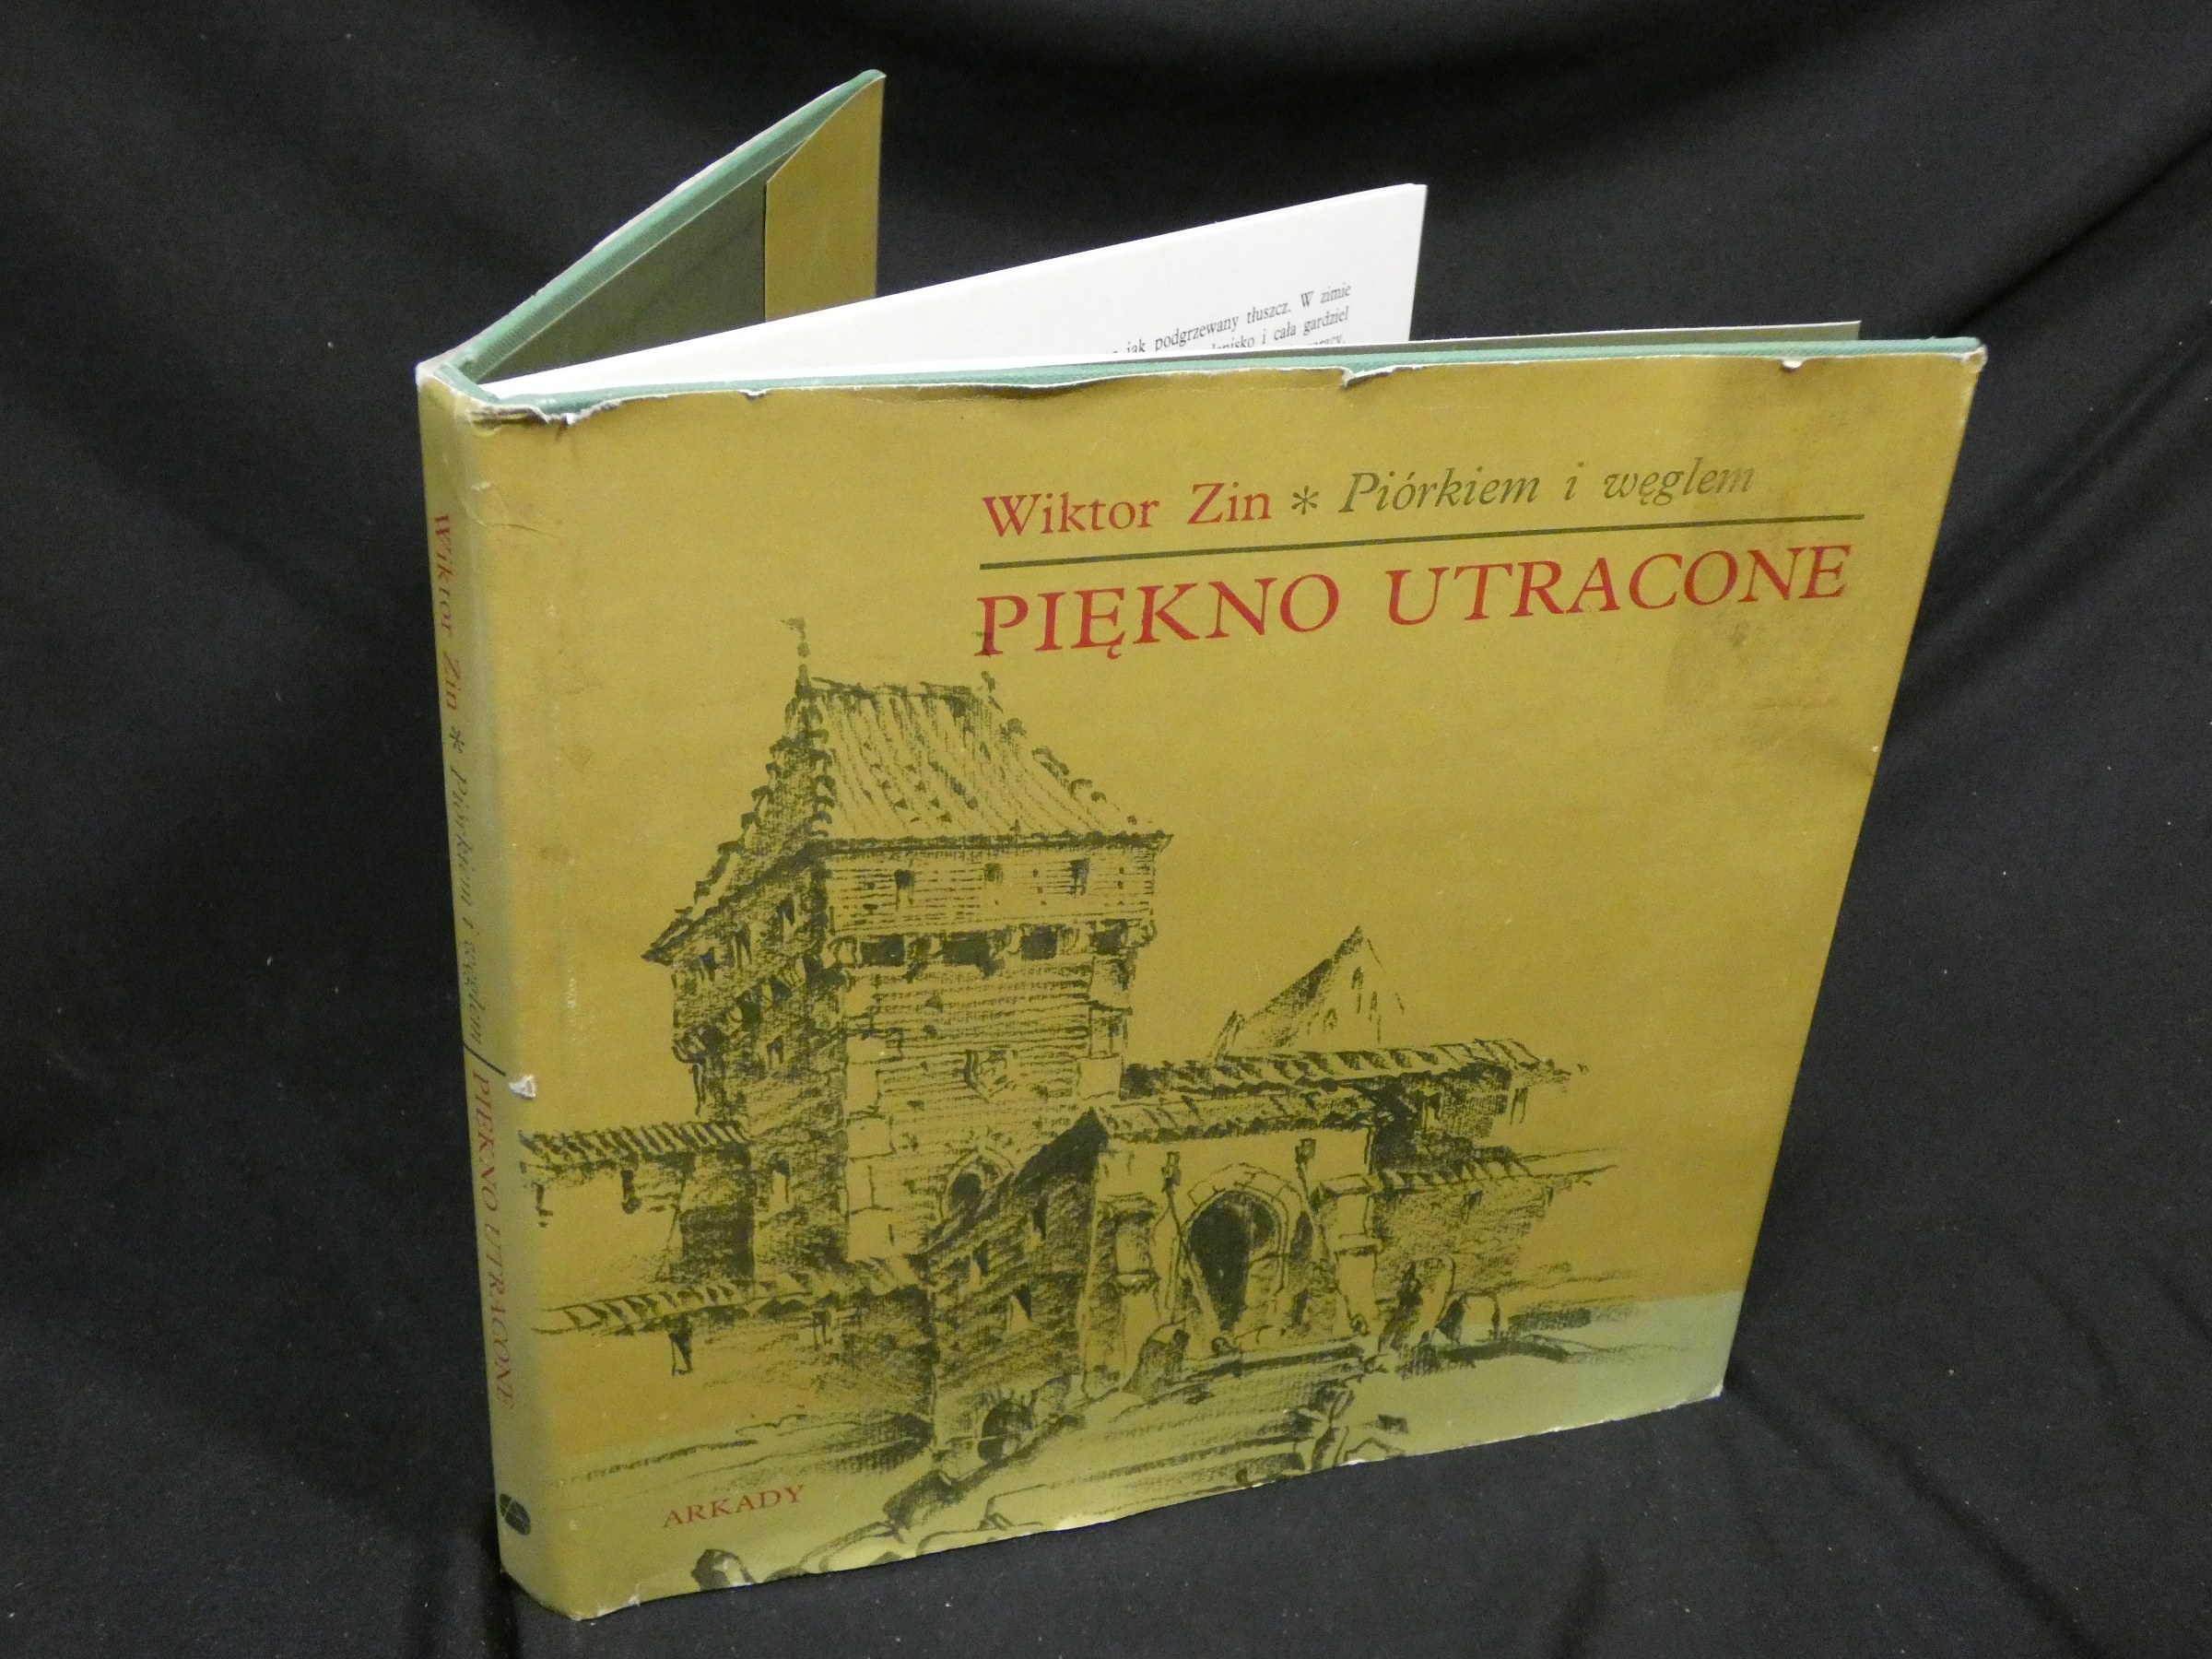 jak podgrzewany tłuszcz. W zimie
i cała gardziel
Wiktor Zin * Piórkiem i węglem
PIĘKNO UTRACONE
ARKADY
Wiktor Zin * Piórkiem i węglem / PIĘKNO UTRACONE